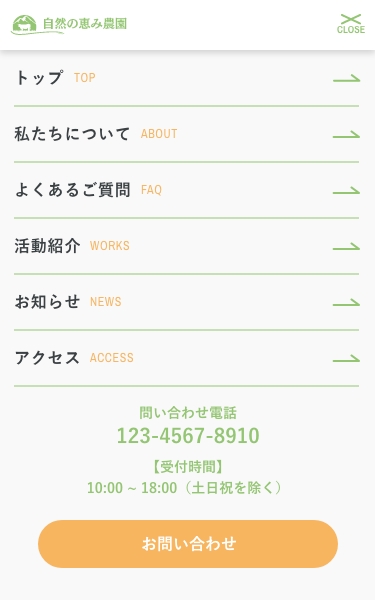 自然の恵み農園
CLOSE
トップ TOP
私たちについて ABOUT
よくあるご質問 FAQ
活動紹介 WORKS
お知らせ NEWS
アクセス ACCESS
問い合わせ電話
123-4567-8910
【受付時間】
10:00 ~ 18:00（土日祝を除く）
お問い合わせ